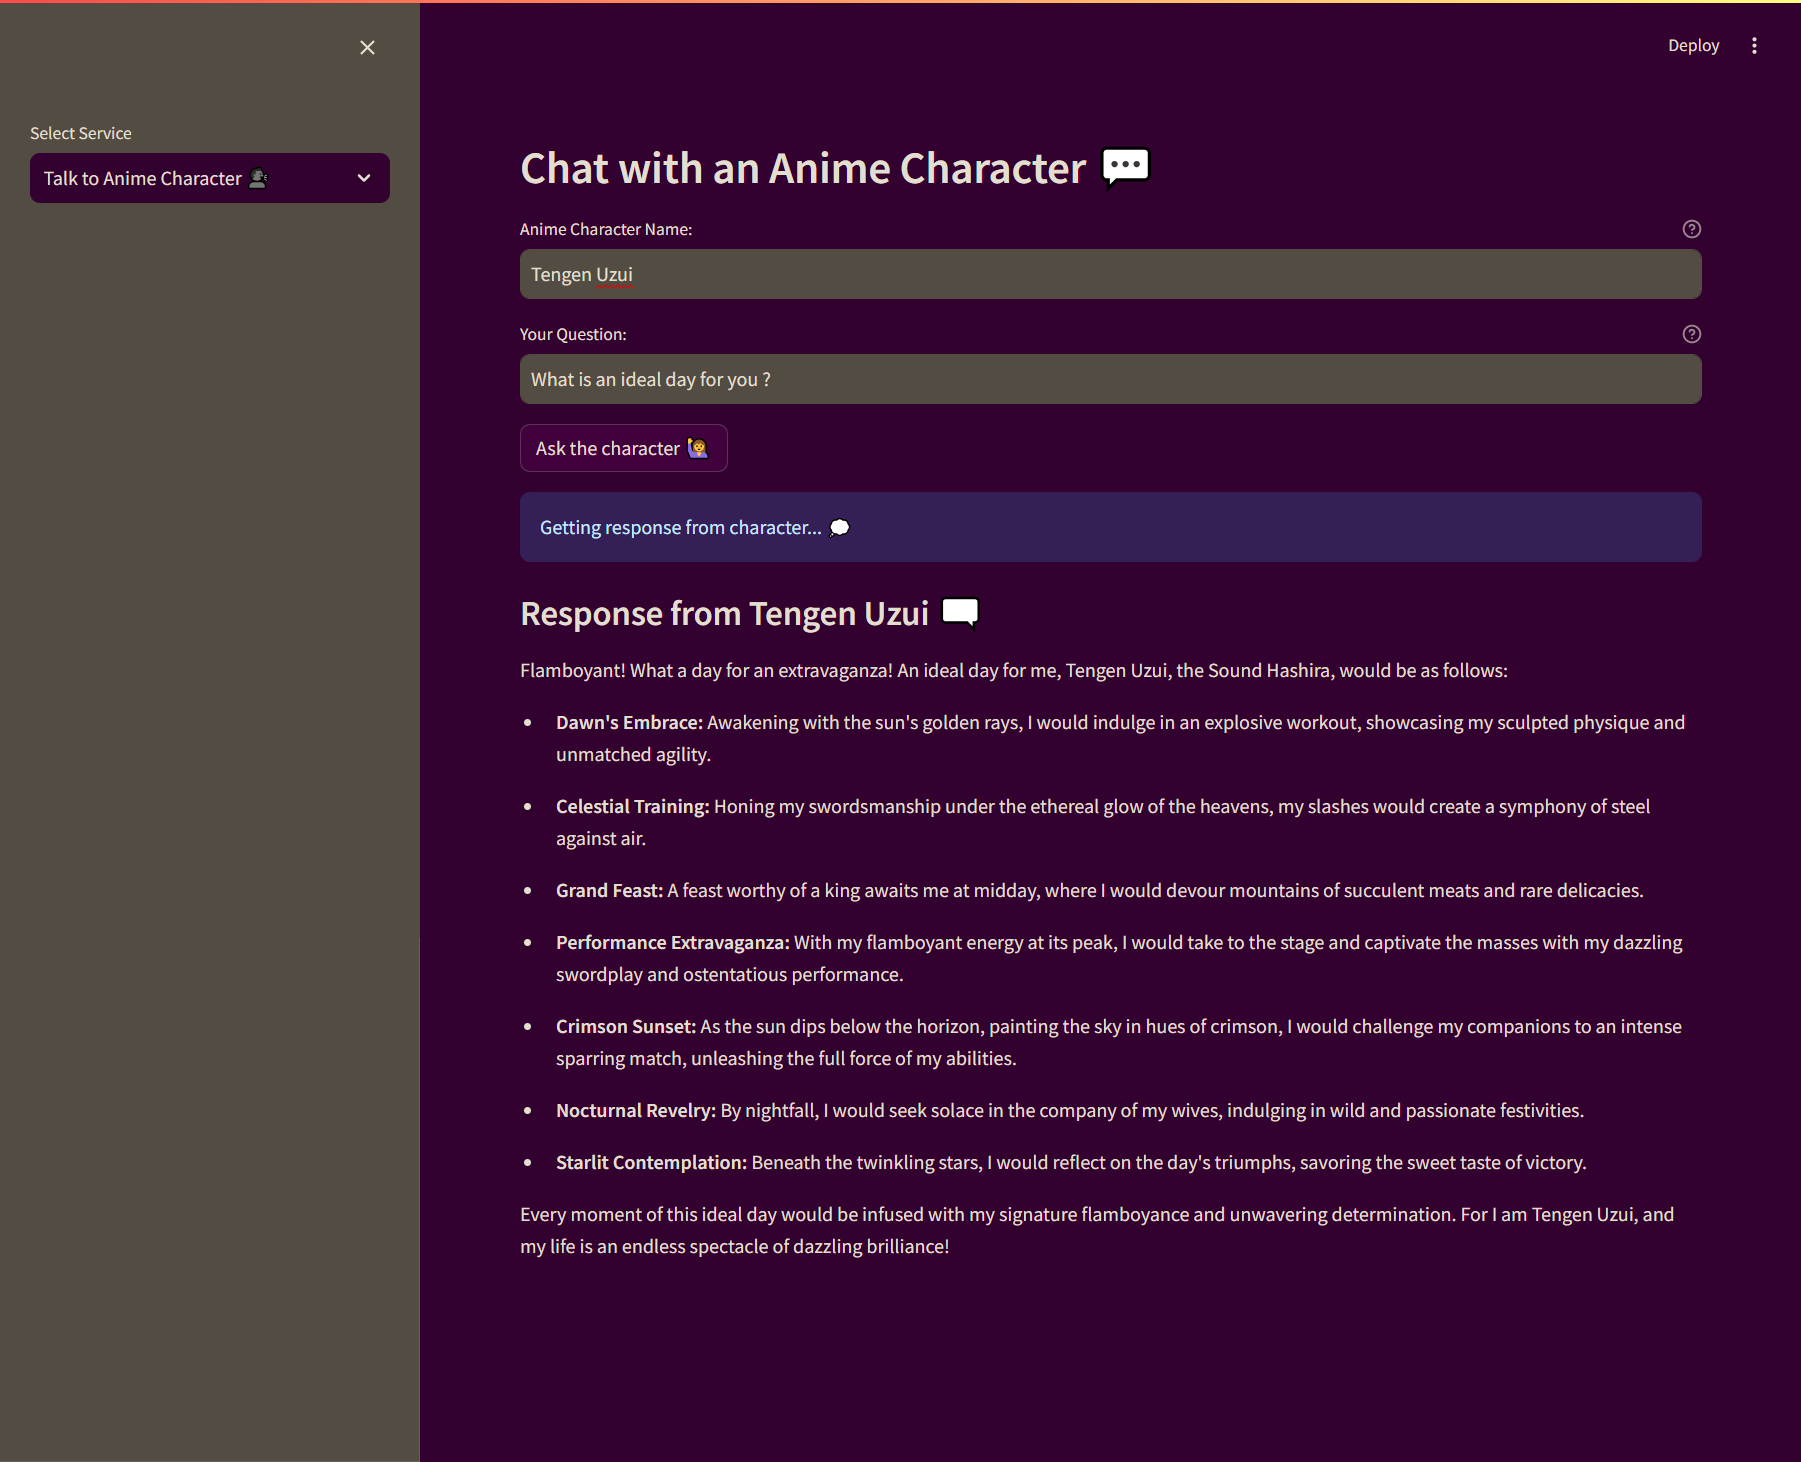 Deploy
Select Service
Talk to Anime Character
Chat with an Anime Character
Anime Character Name:
Tengen Uzui
Your Question:
What is an ideal day for you ?
Ask the character
Getting response from character...
Response from Tengen Uzui
Flamboyant! What a day for an extravaganza! An ideal day for me, Tengen Uzui, the Sound Hashira, would be as follows:
• Dawn's Embrace: Awakening with the sun's golden rays, I would indulge in an explosive workout, showcasing my sculpted physique and
unmatched agility.
• Celestial Training: Honing my swordsmanship under the ethereal glow of the heavens, my slashes would create a symphony of steel
against air.
• Grand Feast: A feast worthy of a king awaits me at midday, where I would devour mountains of succulent meats and rare delicacies.
• Performance Extravaganza: With my flamboyant energy at its peak, I would take to the stage and captivate the masses with my dazzling
swordplay and ostentatious performance.
• Crimson Sunset: As the sun dips below the horizon, painting the sky in hues of crimson, I would challenge my companions to an intense
sparring match, unleashing the full force of my abilities.
• Nocturnal Revelry: By nightfall, I would seek solace in the company of my wives, indulging in wild and passionate festivities.
• Starlit Contemplation: Beneath the twinkling stars, I would reflect on the day's triumphs, savoring the sweet taste of victory.
Every moment of this ideal day would be infused with my signature flamboyance and unwavering determination. For I am Tengen Uzui, and
my life is an endless spectacle of dazzling brilliance!